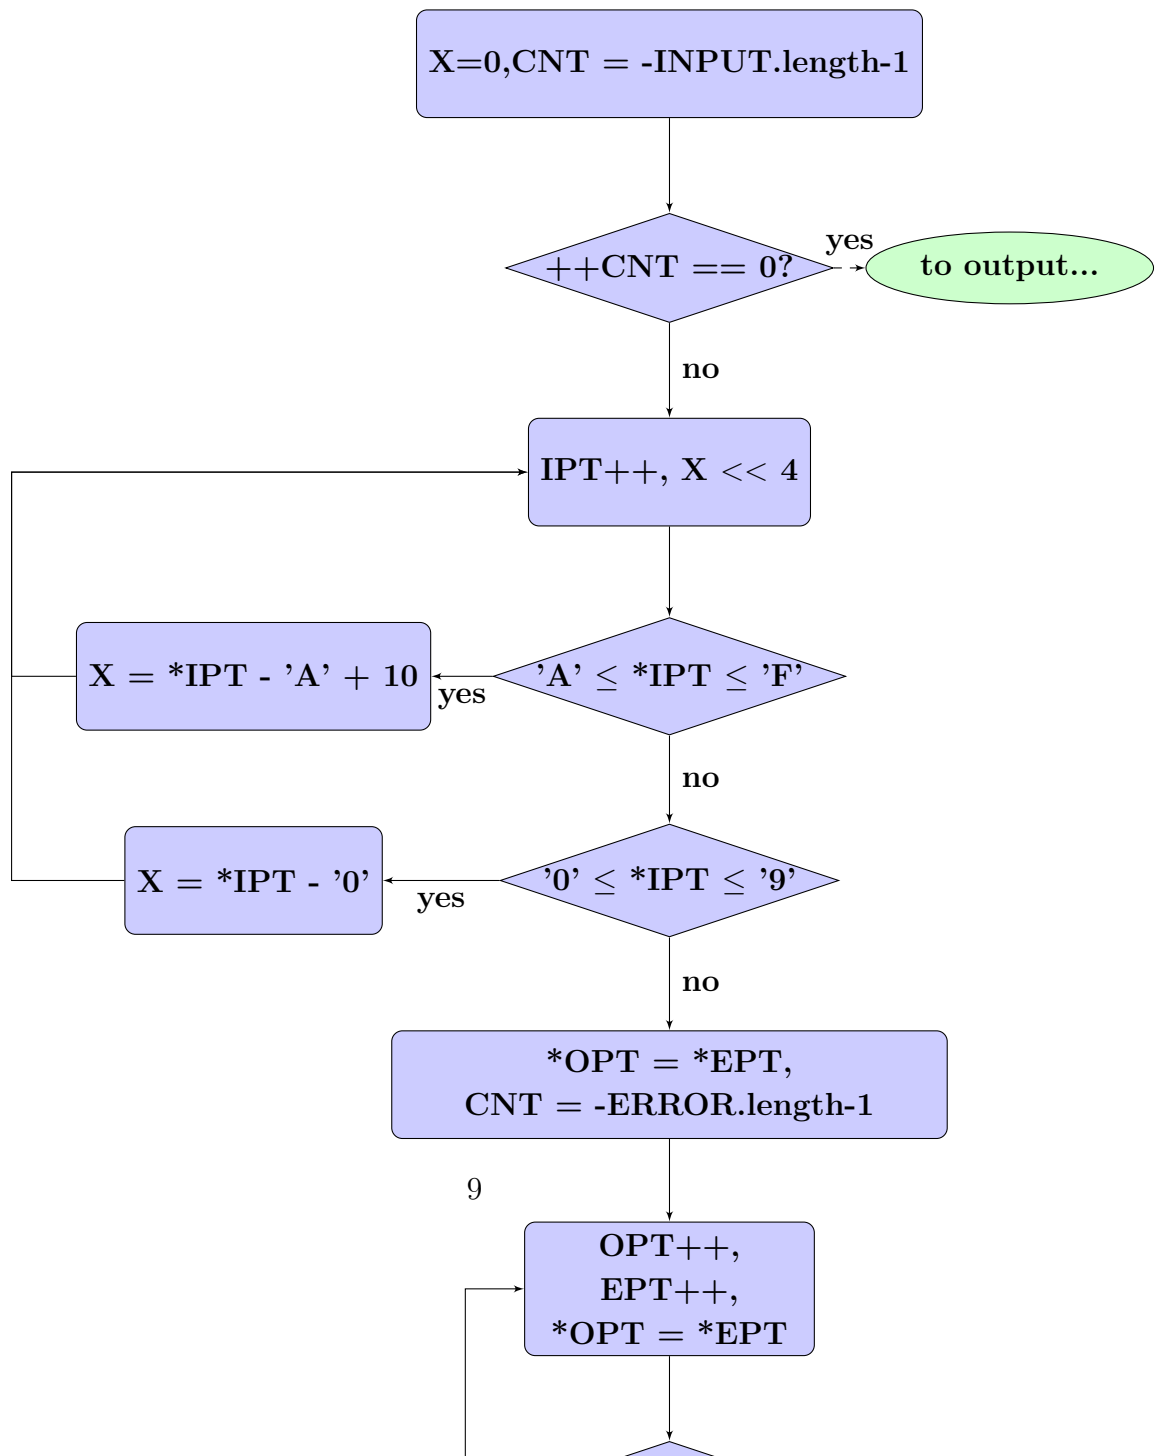 X=0,CNT = -INPUT.length-1
++CNT == 0?
yes
to output...
no
IPT++, X << 4
X = *IPT - 'A' + 10
yes
'A' ≤ *IPT ≤ 'F'
no
X = *IPT - '0'
yes
'0' ≤ *IPT ≤ '9'
no
*OPT = *EPT,
CNT = -ERROR.length-1
9
OPT++,
EPT++,
*OPT = *EPT